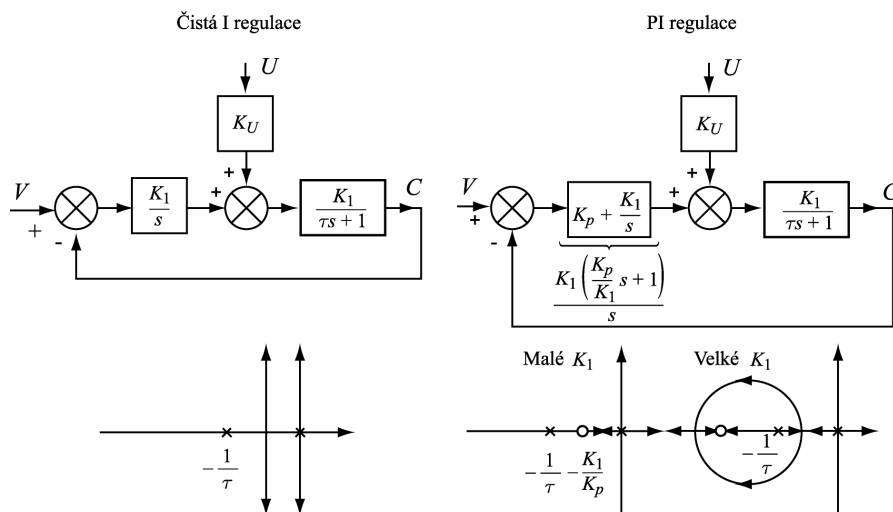 Čistá I regulace
PI regulace
U
K_U
V
+
-
K_1
s
+
+
K_1
τs + 1
C
U
K_U
V
+
-
K_p + K_1
s
+
+
K_1
τs + 1
C
K_1 ( K_p
K_1
s + 1 )
s
Malé K_1
Velké K_1
− 1
τ
− 1
τ
− K_1
K_p
− 1
τ